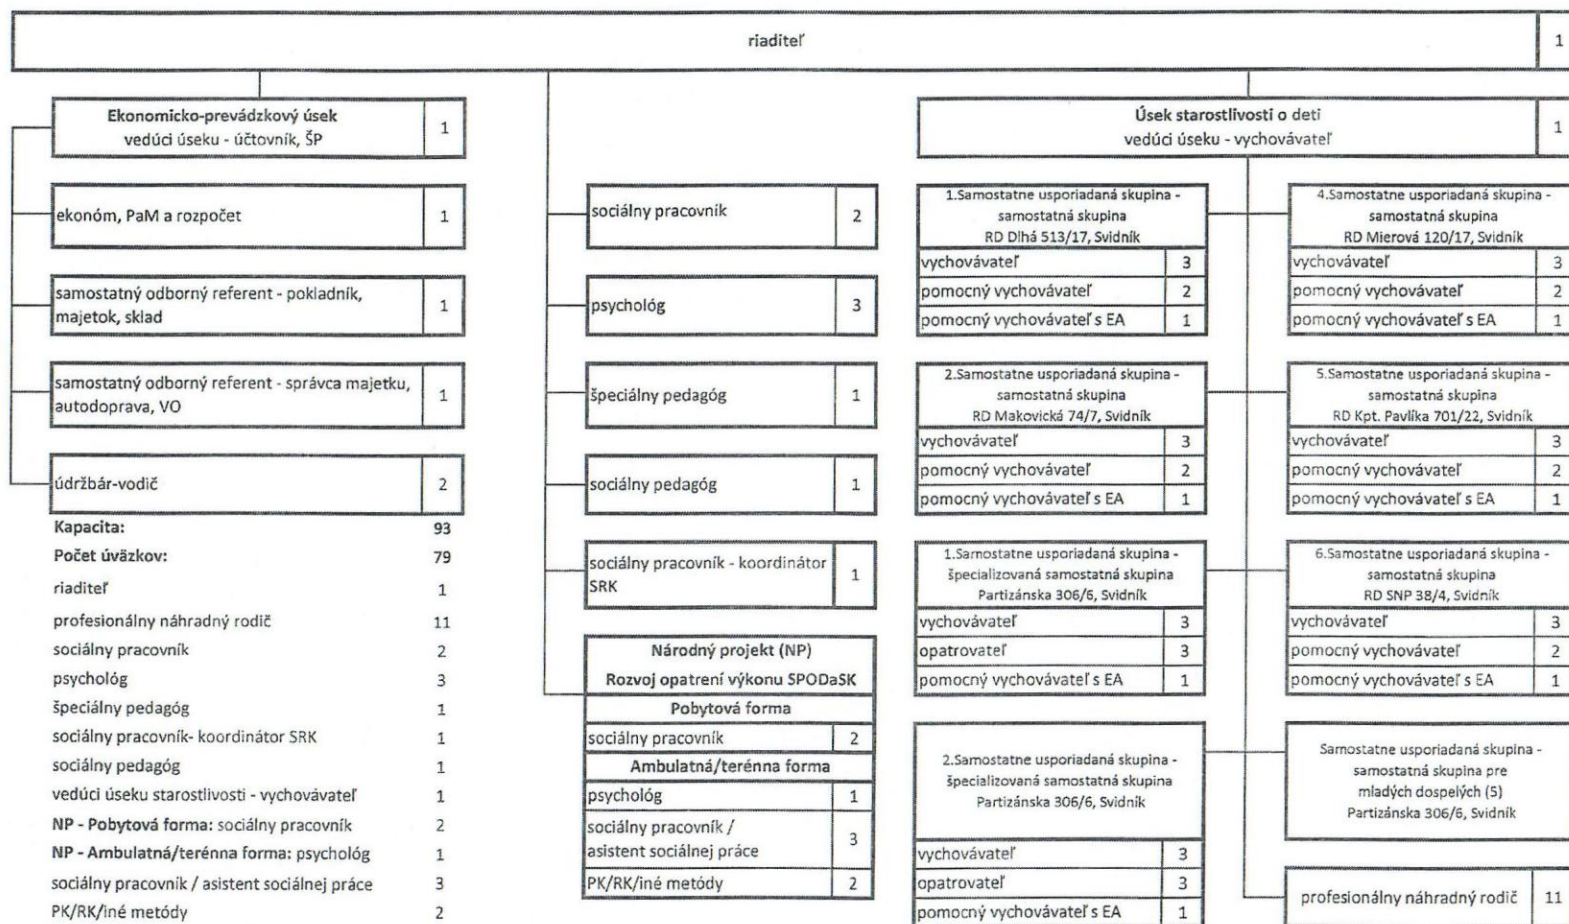 riaditeľ 1
Ekonomicko-prevádzkový úsek
vedúci úseku - účtovník, ŠP 1
ekonóm, PaM a rozpočet 1
samostatný odborný referent - pokladník,
majetok, sklad 1
samostatný odborný referent - správca majetku,
autodoprava, VO 1
údržbár-vodič 2
Kapacita: 93
Počet úväzkov: 79
riaditeľ 1
profesionálny náhradný rodič 11
sociálny pracovník 2
psychológ 3
špeciálny pedagóg 1
sociálny pracovník- koordinátor SRK 1
sociálny pedagóg 1
vedúci úseku starostlivosti - vychovávateľ 1
NP - Pobytová forma: sociálny pracovník 2
NP - Ambulatná/terénna forma: psychológ 1
sociálny pracovník / asistent sociálnej práce 3
PK/RK/iné metódy 2
sociálny pracovník 2
psychológ 3
špeciálny pedagóg 1
sociálny pedagóg 1
sociálny pracovník - koordinátor
SRK 1
Národný projekt (NP)
Rozvoj opatrení výkonu SPODaSK
Pobytová forma
sociálny pracovník 2
Ambulatná/terénna forma
psychológ 1
sociálny pracovník /
asistent sociálnej práce 3
PK/RK/iné metódy 2
Úsek starostlivosti o deti
vedúci úseku - vychovávateľ 1
1.Samostatne usporiadaná skupina -
samostatná skupina
RD Dlhá 513/17, Svidník
vychovávateľ 3
pomocný vychovávateľ 2
pomocný vychovávateľ s EA 1
2.Samostatne usporiadaná skupina -
samostatná skupina
RD Makovická 74/7, Svidník
vychovávateľ 3
pomocný vychovávateľ 2
pomocný vychovávateľ s EA 1
1.Samostatne usporiadaná skupina -
špecializovaná samostatná skupina
Partizánska 306/6, Svidník
vychovávateľ 3
opatrovateľ 3
pomocný vychovávateľ s EA 1
2.Samostatne usporiadaná skupina -
špecializovaná samostatná skupina
Partizánska 306/6, Svidník
vychovávateľ 3
opatrovateľ 3
pomocný vychovávateľ s EA 1
4.Samostatne usporiadaná skupina -
samostatná skupina
RD Mierová 120/17, Svidník
vychovávateľ 3
pomocný vychovávateľ 2
pomocný vychovávateľ s EA 1
5.Samostatne usporiadaná skupina -
samostatná skupina
RD Kpt. Pavlíka 701/22, Svidník
vychovávateľ 3
pomocný vychovávateľ 2
pomocný vychovávateľ s EA 1
6.Samostatne usporiadaná skupina -
samostatná skupina
RD SNP 38/4, Svidník
vychovávateľ 3
pomocný vychovávateľ 2
pomocný vychovávateľ s EA 1
Samostatne usporiadaná skupina -
samostatná skupina pre
mladých dospelých (5)
Partizánska 306/6, Svidník
profesionálny náhradný rodič 11